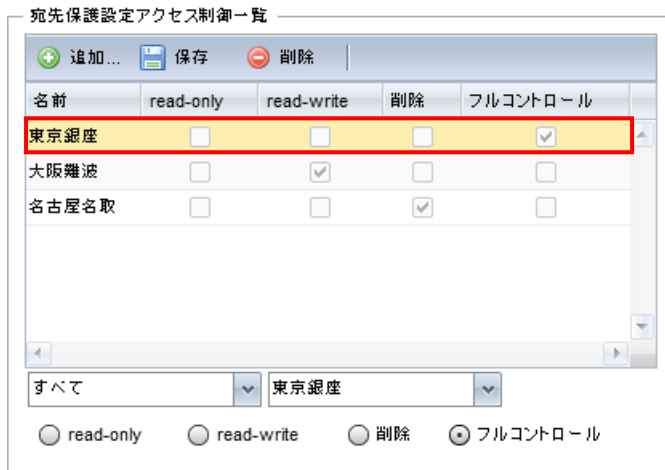 宛先保護設定アクセス制御一覧
追加... 保存 削除
名前 read-only read-write 削除 フルコントロール
東京銀座
大阪難波
名古屋名取
すべて 東京銀座
read-only read-write 削除 フルコントロール